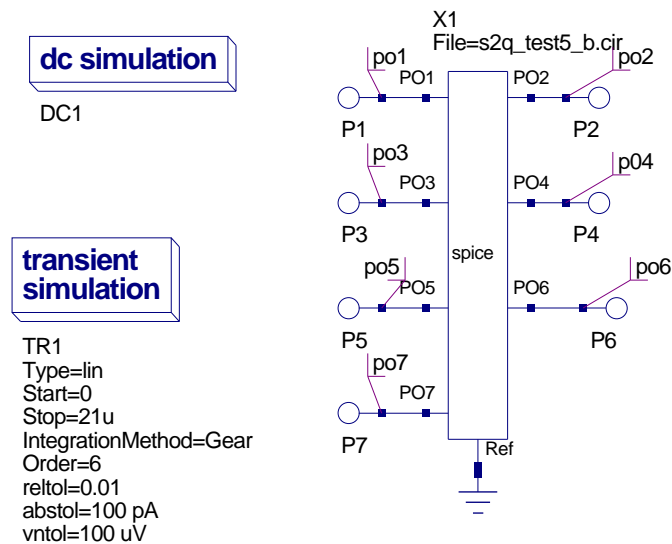 dc simulation
DC1
X1
File=s2q_test5_b.cir
po1
PO1
PO2
po2
P1
P2
po3
PO3
PO4
p04
P3
P4
spice
po5
PO5
PO6
po6
P5
P6
po7
PO7
P7
Ref
transient
simulation
TR1
Type=lin
Start=0
Stop=21u
IntegrationMethod=Gear
Order=6
reltol=0.01
abstol=100 pA
vntol=100 uV